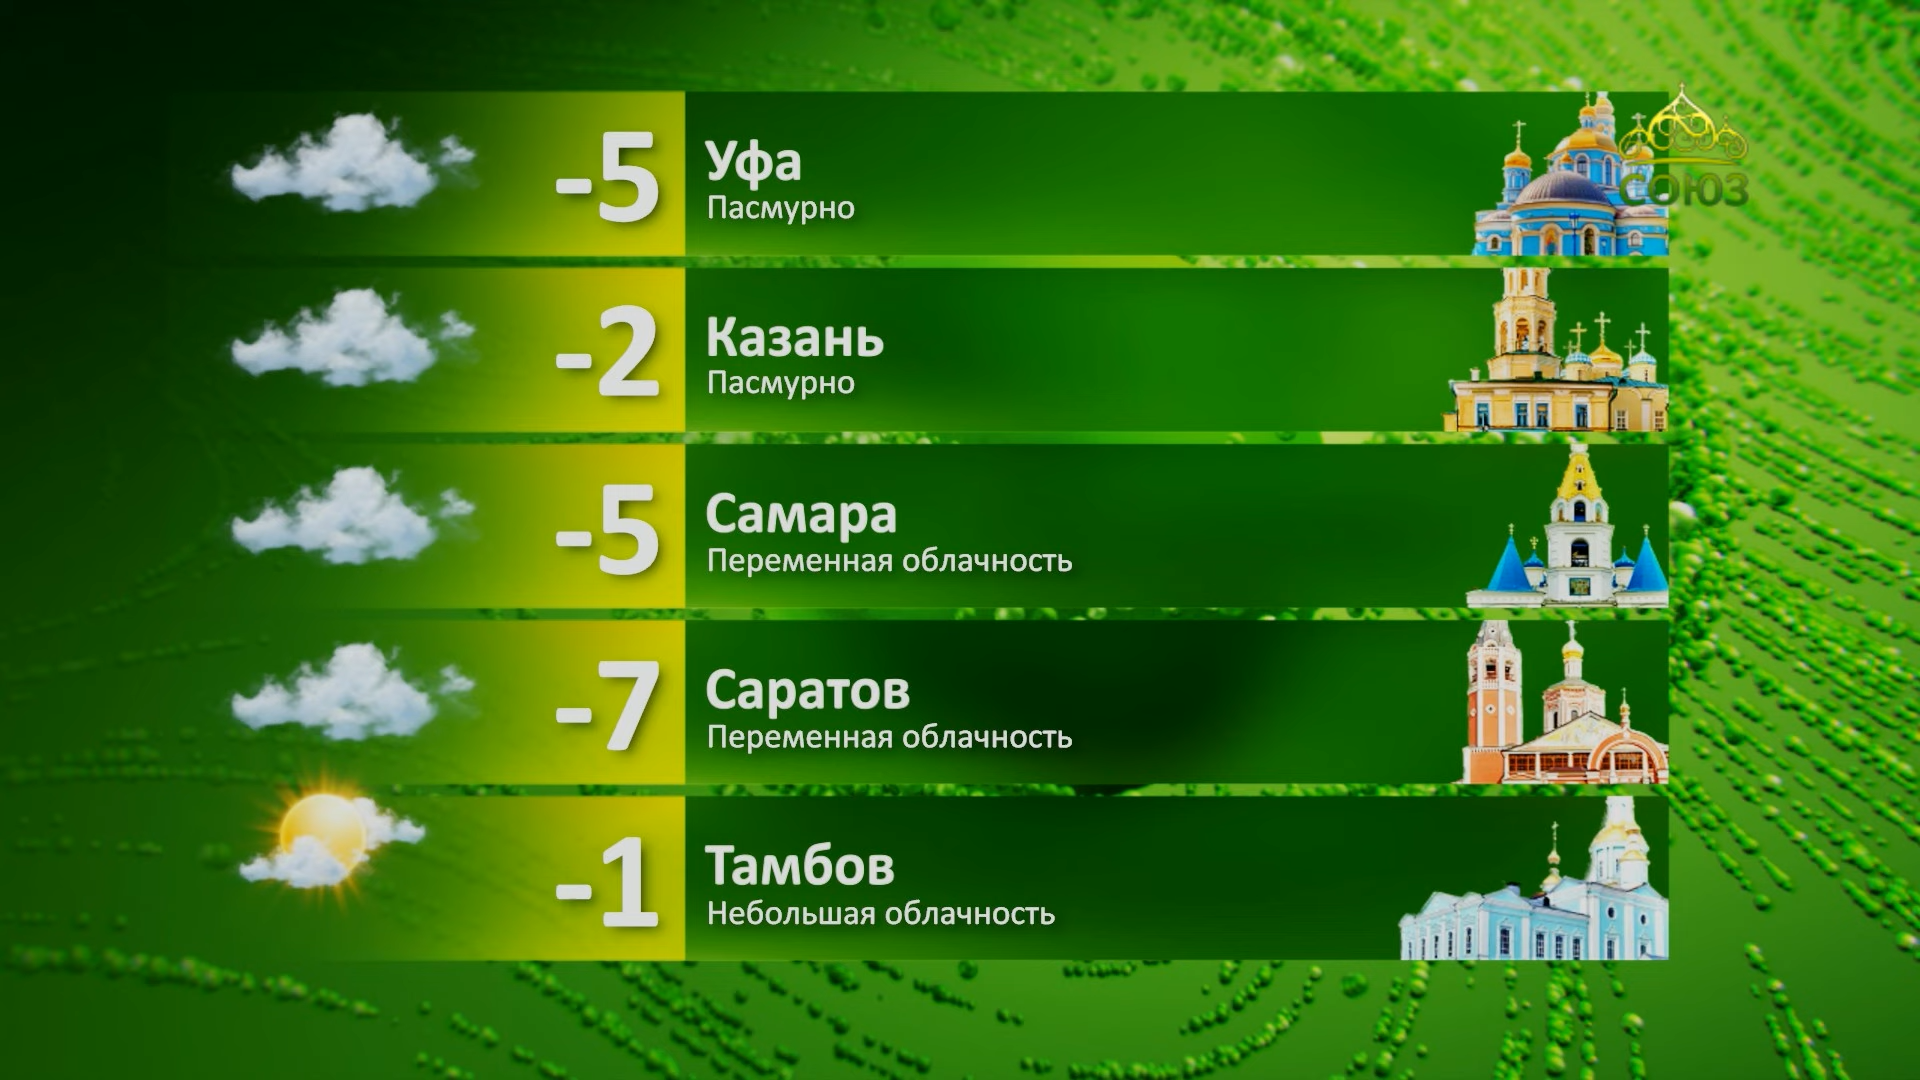 -5
Уфа
Пасмурно
СОЮЗ
-2
Казань
Пасмурно
-5
Самара
Переменная облачность
-7
Саратов
Переменная облачность
-1
Тамбов
Небольшая облачность